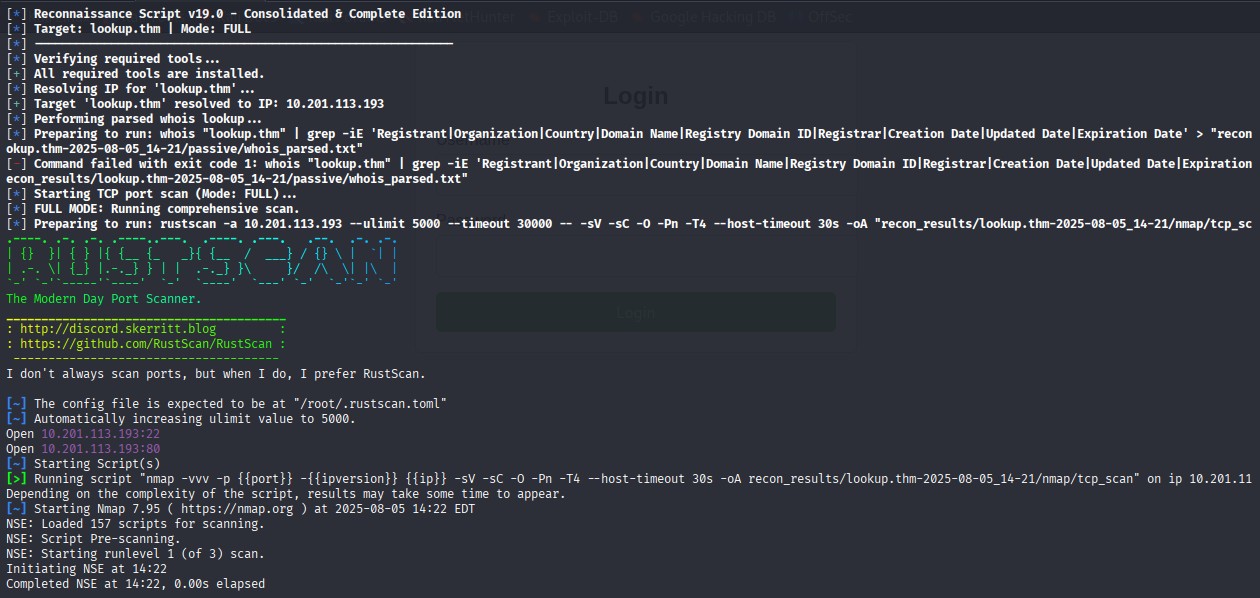 [*] Reconnaissance Script v19.0 - Consolidated & Complete Edition
[*] Target: lookup.thm | Mode: FULL
[*]
[*] Verifying required tools...
[+] All required tools are installed.
[*] Resolving IP for 'lookup.thm'...
[+] Target 'lookup.thm' resolved to IP: 10.201.113.193
[*] Performing parsed whois lookup...
[*] Preparing to run: whois "lookup.thm" | grep -iE 'Registrant|Organization|Country|Domain Name|Registry Domain ID|Registrar|Creation Date|Updated Date|Expiration Date' > "recon
okup.thm-2025-08-05_14-21/passive/whois_parsed.txt"
[-] Command failed with exit code 1: whois "lookup.thm" | grep -iE 'Registrant|Organization|Country|Domain Name|Registry Domain ID|Registrar|Creation Date|Updated Date|Expiration
econ_results/lookup.thm-2025-08-05_14-21/passive/whois_parsed.txt"
[*] Starting TCP port scan (Mode: FULL)...
[*] FULL MODE: Running comprehensive scan.
[*] Preparing to run: rustscan -a 10.201.113.193 --ulimit 5000 --timeout 30000 -- -sV -sC -O -Pn -T4 --host-timeout 30s -oA "recon_results/lookup.thm-2025-08-05_14-21/nmap/tcp_sc
The Modern Day Port Scanner.
: http://discord.skerritt.blog :
: https://github.com/RustScan/RustScan :
I don't always scan ports, but when I do, I prefer RustScan.
[~] The config file is expected to be at "/root/.rustscan.toml"
[~] Automatically increasing ulimit value to 5000.
Open 10.201.113.193:22
Open 10.201.113.193:80
[~] Starting Script(s)
[>] Running script "nmap -vvv -p {{port}} -{{ipversion}} {{ip}} -sV -sC -O -Pn -T4 --host-timeout 30s -oA recon_results/lookup.thm-2025-08-05_14-21/nmap/tcp_scan" on ip 10.201.11
Depending on the complexity of the script, results may take some time to appear.
[~] Starting Nmap 7.95 ( https://nmap.org ) at 2025-08-05 14:22 EDT
NSE: Loaded 157 scripts for scanning.
NSE: Script Pre-scanning.
NSE: Starting runlevel 1 (of 3) scan.
Initiating NSE at 14:22
Completed NSE at 14:22, 0.00s elapsed
Exploit-DB
Google Hacking DB
OffSec
Login
Login